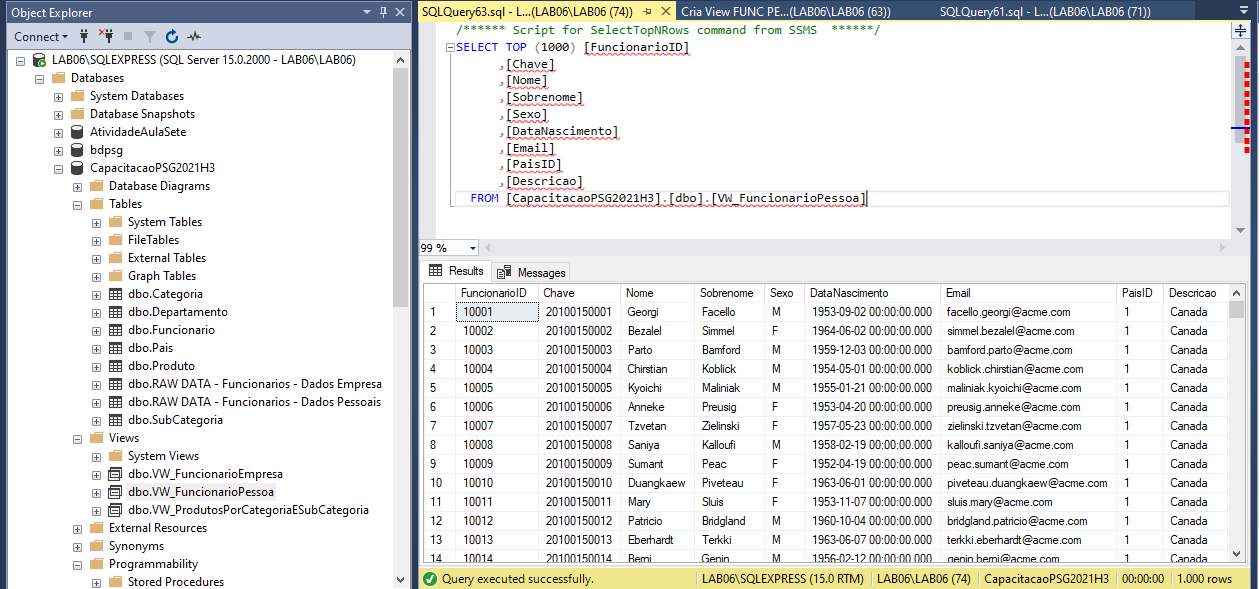 Object Explorer
Connect
LAB06\SQLEXPRESS (SQL Server 15.0.2000 - LAB06\LAB06)
Databases
System Databases
Database Snapshots
AtividadeAulaSete
bdpsg
CapacitacaoPSG2021H3
Database Diagrams
Tables
System Tables
FileTables
External Tables
Graph Tables
dbo.Categoria
dbo.Departamento
dbo.Funcionario
dbo.Pais
dbo.Produto
dbo.RAW DATA - Funcionarios - Dados Empresa
dbo.RAW DATA - Funcionarios - Dados Pessoais
dbo.SubCategoria
Views
System Views
dbo.VW_FuncionarioEmpresa
dbo.VW_FuncionarioPessoa
dbo.VW_ProdutosPorCategoriaESubCategoria
External Resources
Synonyms
Programmability
Stored Procedures
SQLQuery63.sql - L...(LAB06\LAB06 (74)) Cria View FUNC PE...(LAB06\LAB06 (63)) SQLQuery61.sql - L...(LAB06\LAB06 (71))
/****** Script for SelectTopNRows command from SSMS ******/
SELECT TOP (1000) [FuncionarioID]
,[Chave]
,[Nome]
,[Sobrenome]
,[Sexo]
,[DataNascimento]
,[Email]
,[PaisID]
,[Descricao]
FROM [CapacitacaoPSG2021H3].[dbo].[VW_FuncionarioPessoa]
99 %
Results Messages
FuncionarioID Chave Nome Sobrenome Sexo DataNascimento Email PaisID Descricao
1 10001 20100150001 Georgi Facello M 1953-09-02 00:00:00.000 facello.georgi@acme.com 1 Canada
2 10002 20100150002 Bezalel Simmel F 1964-06-02 00:00:00.000 simmel.bezalel@acme.com 1 Canada
3 10003 20100150003 Parto Bamford M 1959-12-03 00:00:00.000 bamford.parto@acme.com 1 Canada
4 10004 20100150004 Chirstian Koblick M 1954-05-01 00:00:00.000 koblick.chirstian@acme.com 1 Canada
5 10005 20100150005 Kyoichi Maliniak M 1955-01-21 00:00:00.000 maliniak.kyoichi@acme.com 1 Canada
6 10006 20100150006 Anneke Preusig F 1953-04-20 00:00:00.000 preusig.anneke@acme.com 1 Canada
7 10007 20100150007 Tzvetan Zielinski F 1957-05-23 00:00:00.000 zielinski.tzvetan@acme.com 1 Canada
8 10008 20100150008 Saniya Kalloufi M 1958-02-19 00:00:00.000 kalloufi.saniya@acme.com 1 Canada
9 10009 20100150009 Sumant Peac F 1952-04-19 00:00:00.000 peac.sumant@acme.com 1 Canada
10 10010 20100150010 Duangkaew Piveteau F 1963-06-01 00:00:00.000 piveteau.duangkaew@acme.com 1 Canada
11 10011 20100150011 Mary Sluis F 1953-11-07 00:00:00.000 sluis.mary@acme.com 1 Canada
12 10012 20100150012 Patricio Bridgland M 1960-10-04 00:00:00.000 bridgland.patricio@acme.com 1 Canada
13 10013 20100150013 Eberhardt Terkki M 1963-06-07 00:00:00.000 terkki.eberhardt@acme.com 1 Canada
14 10014 20100150014 Berni Genin M 1956-02-12 00:00:00.000 genin.berni@acme.com 1 Canada
Query executed successfully. LAB06\SQLEXPRESS (15.0 RTM) LAB06\LAB06 (74) CapacitacaoPSG2021H3 00:00:00 1.000 rows